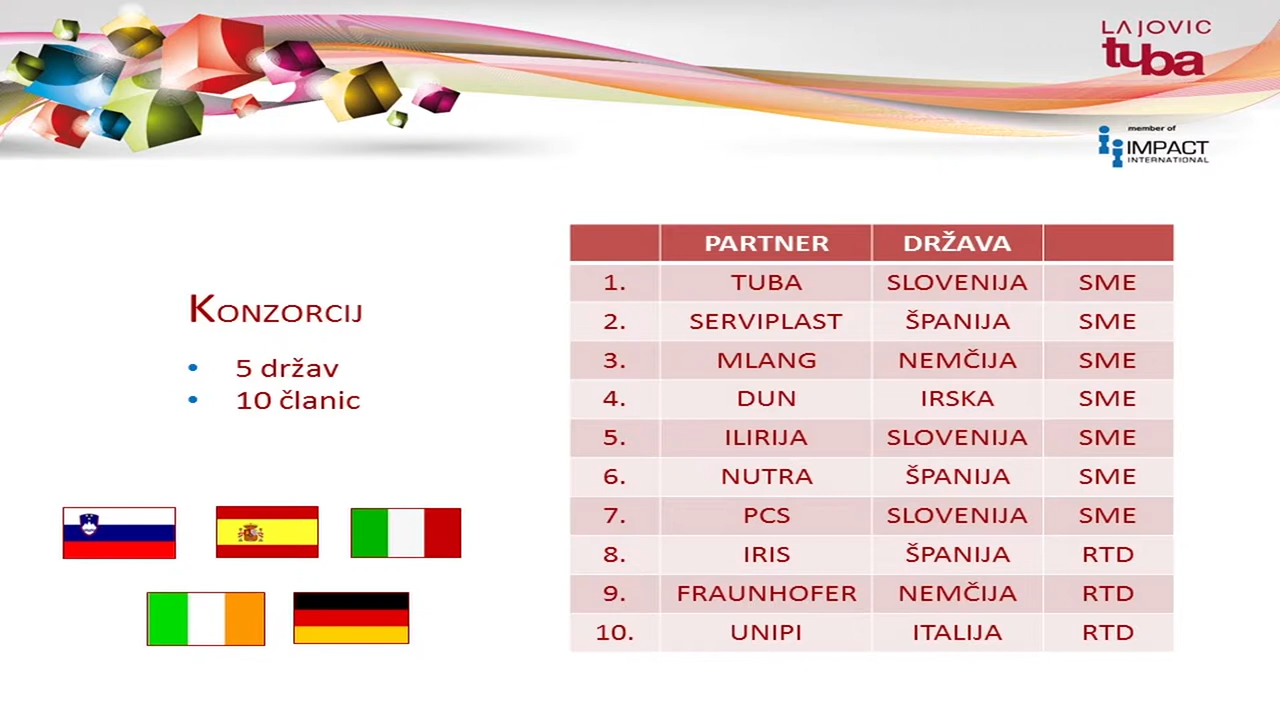 LAJOVIC
tuba
member of
IMPACT
INTERNATIONAL
KONZORCIJ
• 5 držav
• 10 članic
PARTNER DRŽAVA
1. TUBA SLOVENIJA SME
2. SERVIPLAST ŠPANIJA SME
3. MLANG NEMČIJA SME
4. DUN IRSKA SME
5. ILIRIJA SLOVENIJA SME
6. NUTRA ŠPANIJA SME
7. PCS SLOVENIJA SME
8. IRIS ŠPANIJA RTD
9. FRAUNHOFER NEMČIJA RTD
10. UNIPI ITALIJA RTD